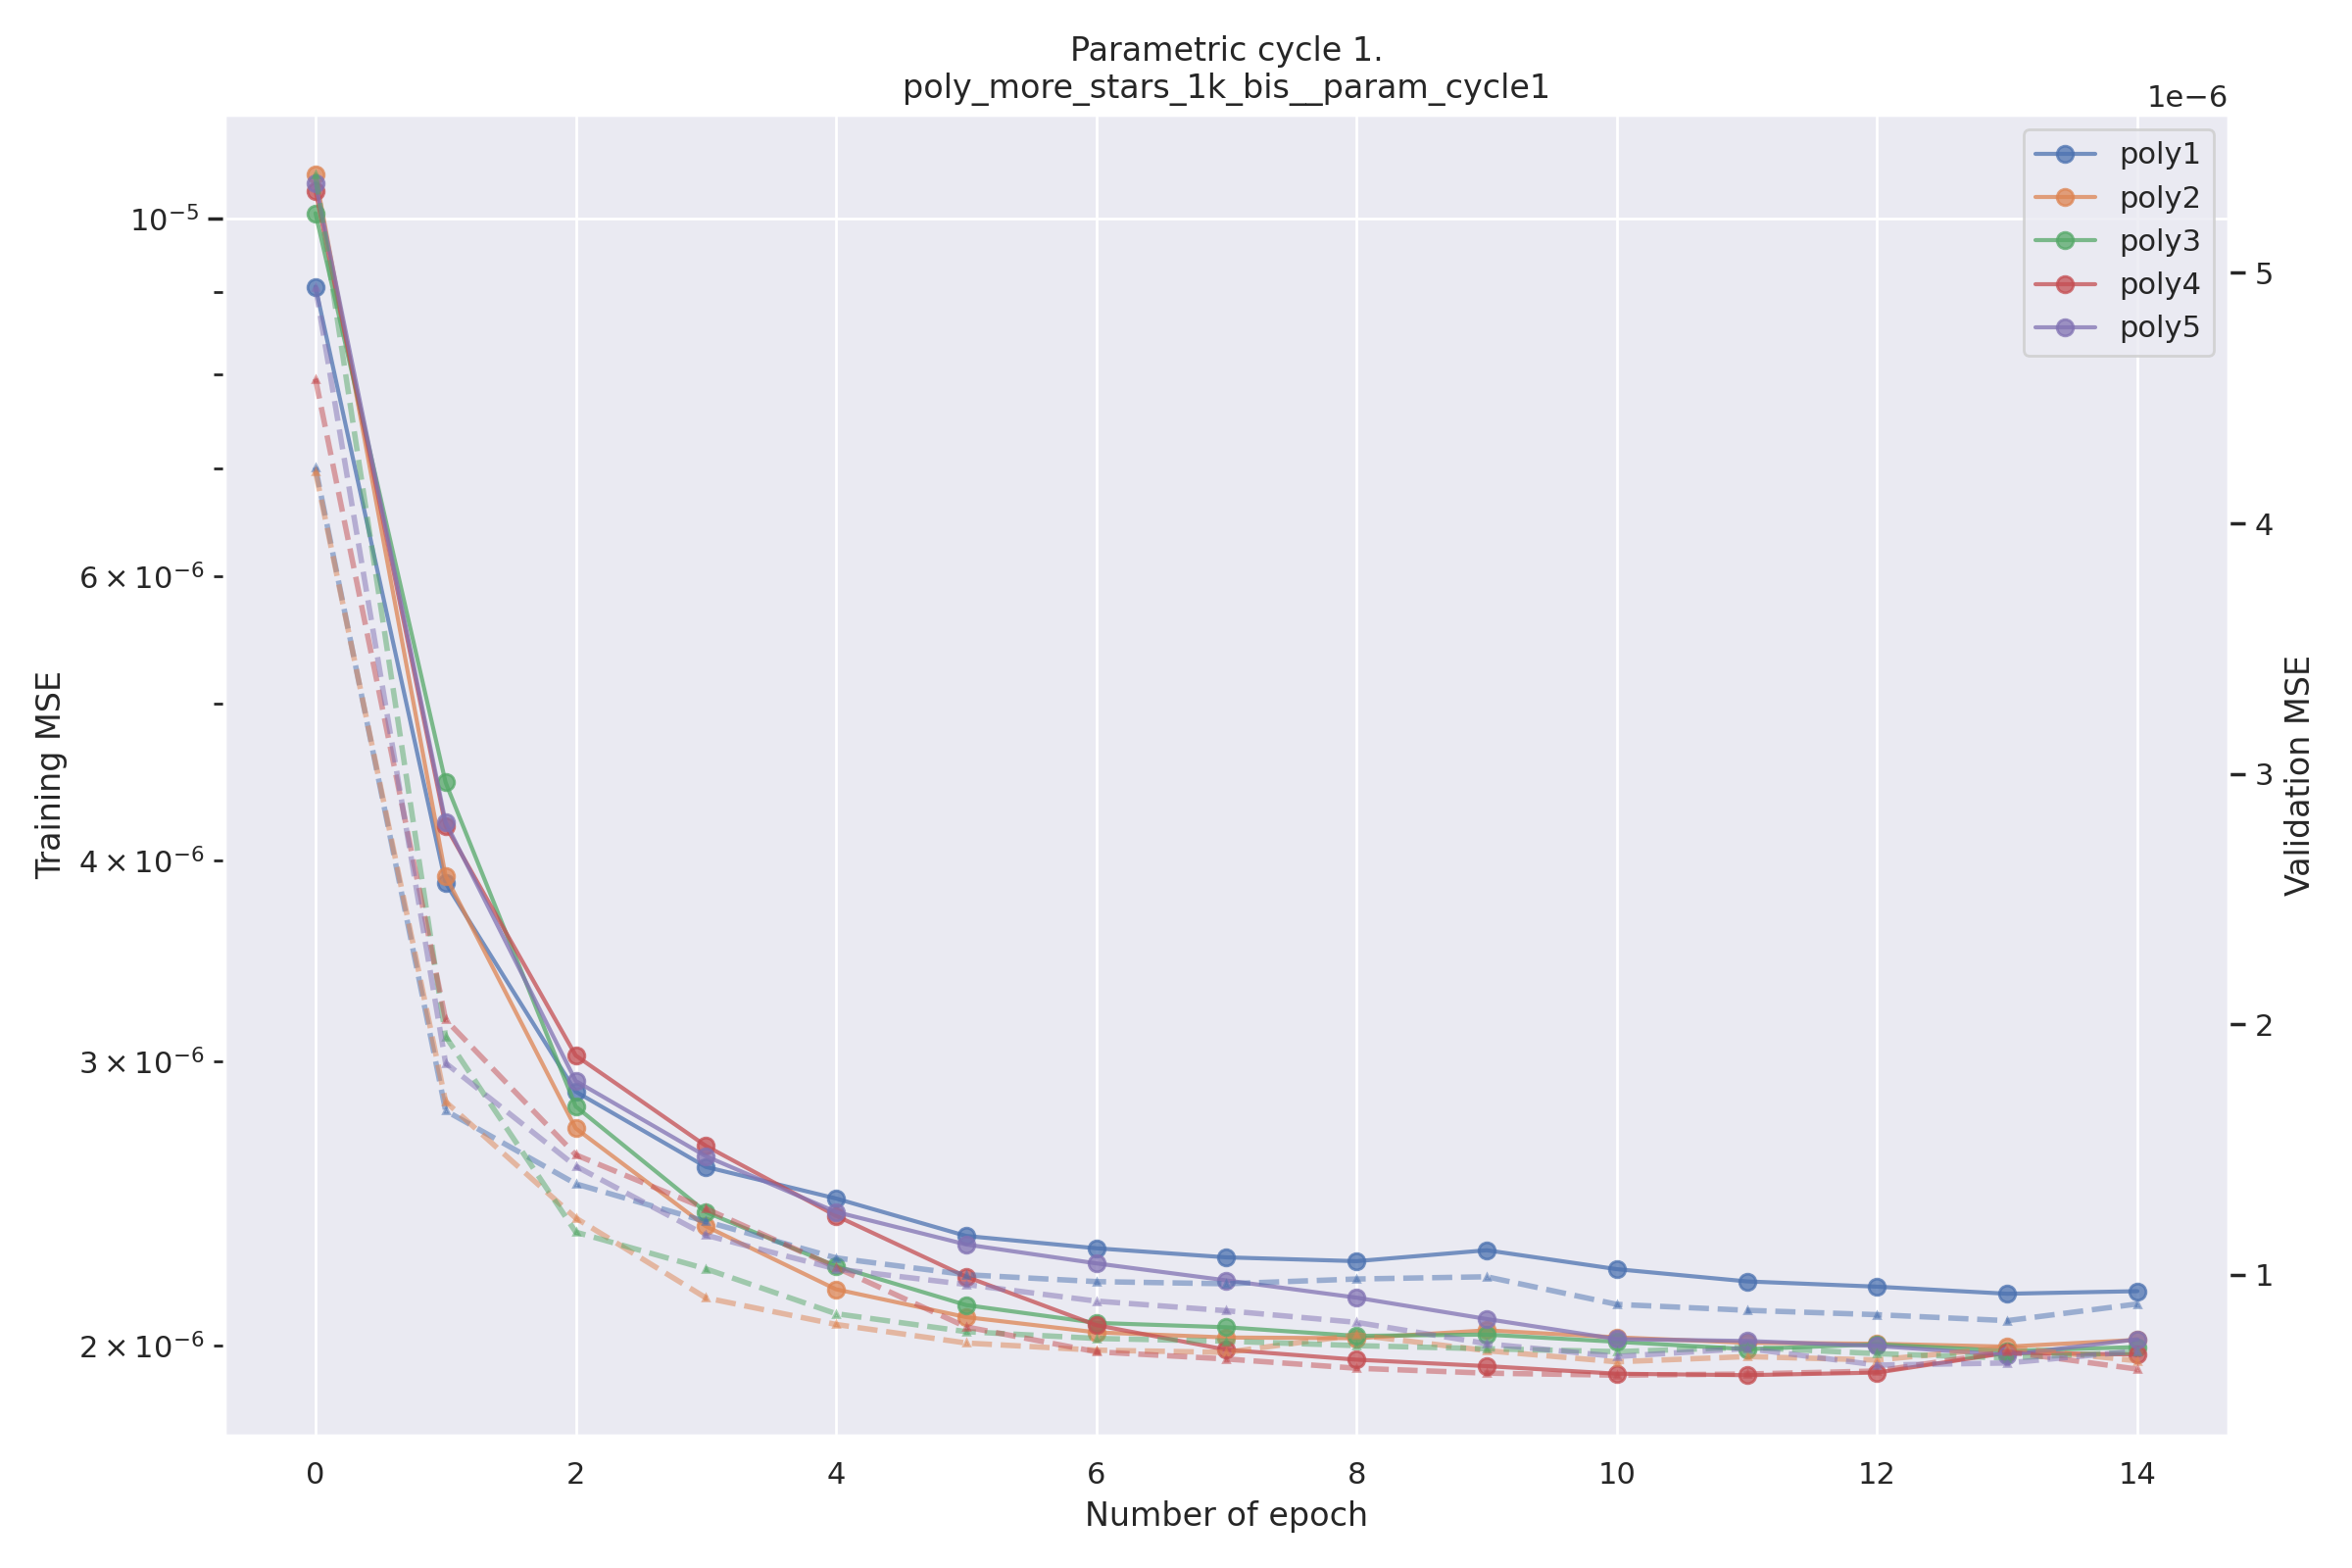 Parametric cycle 1.
poly_more_stars_1k_bis__param_cycle1
1e−6
poly1
poly2
poly3
poly4
poly5
Training MSE
10⁻⁵
6 × 10⁻⁶
4 × 10⁻⁶
3 × 10⁻⁶
2 × 10⁻⁶
5
4
3
2
1
Validation MSE
0 2 4 6 8 10 12 14
Number of epoch